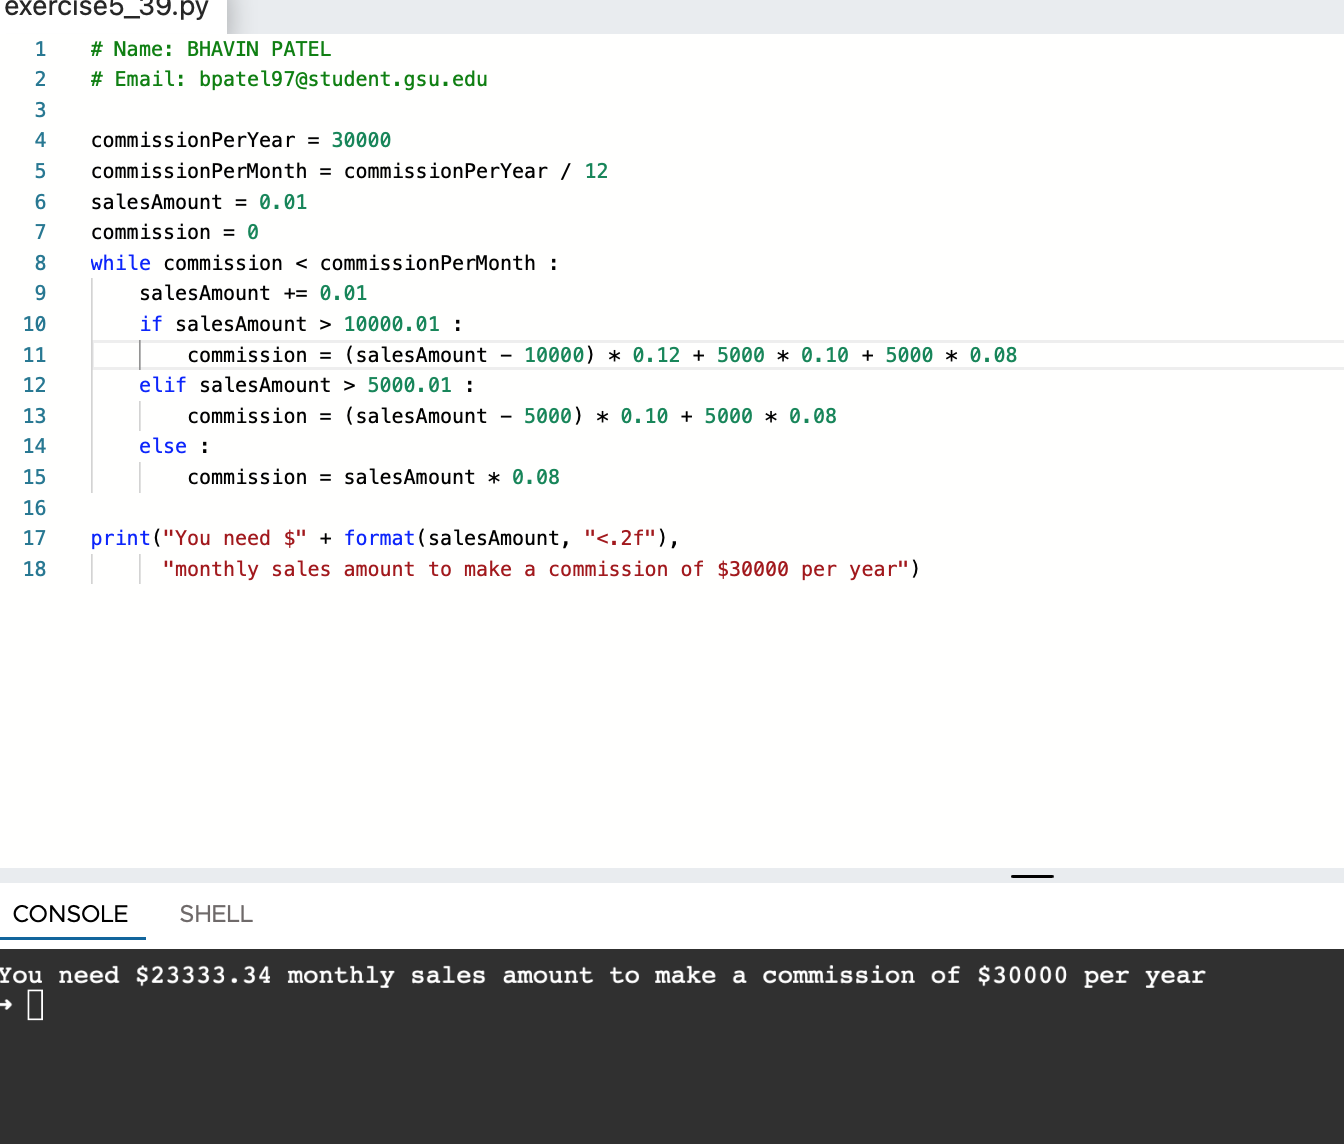 exercise5_39.py
1 # Name: BHAVIN PATEL
2 # Email: bpatel97@student.gsu.edu
3
4 commissionPerYear = 30000
5 commissionPerMonth = commissionPerYear / 12
6 salesAmount = 0.01
7 commission = 0
8 while commission < commissionPerMonth :
9     salesAmount += 0.01
10     if salesAmount > 10000.01 :
11         commission = (salesAmount - 10000) * 0.12 + 5000 * 0.10 + 5000 * 0.08
12     elif salesAmount > 5000.01 :
13         commission = (salesAmount - 5000) * 0.10 + 5000 * 0.08
14     else :
15         commission = salesAmount * 0.08
16
17 print("You need $" + format(salesAmount, "<.2f"),
18       "monthly sales amount to make a commission of $30000 per year")
CONSOLE SHELL
You need $23333.34 monthly sales amount to make a commission of $30000 per year
→